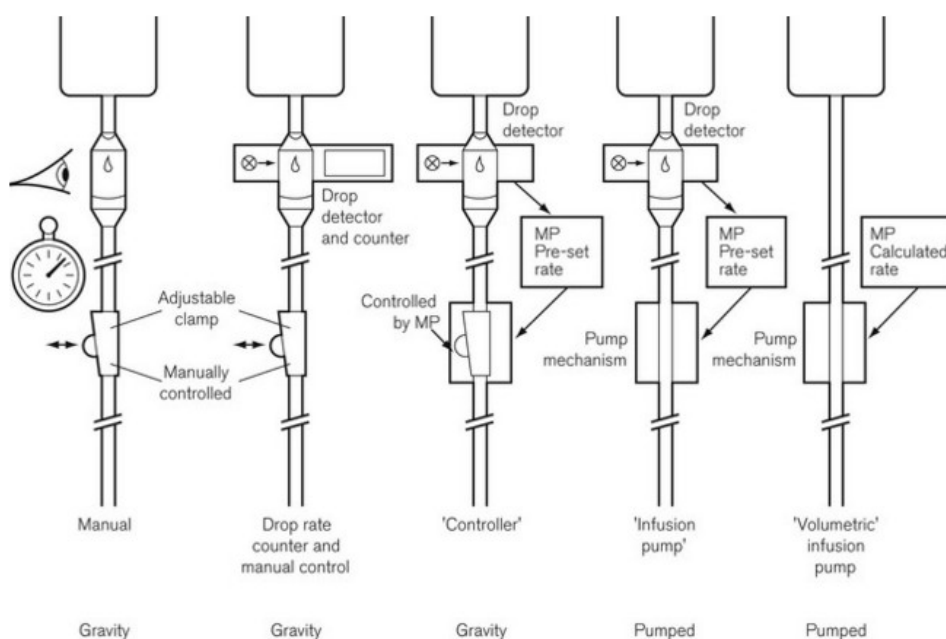 Drop
detector
Drop
detector
Drop
detector
and counter
MP
Pre-set
rate
MP
Pre-set
rate
MP
Calculated
rate
Adjustable
clamp
Manually
controlled
Controlled
by MP
Pump
mechanism
Pump
mechanism
Manual
Drop rate
counter and
manual control
'Controller'
'Infusion
pump'
'Volumetric'
infusion
pump
Gravity
Gravity
Gravity
Pumped
Pumped